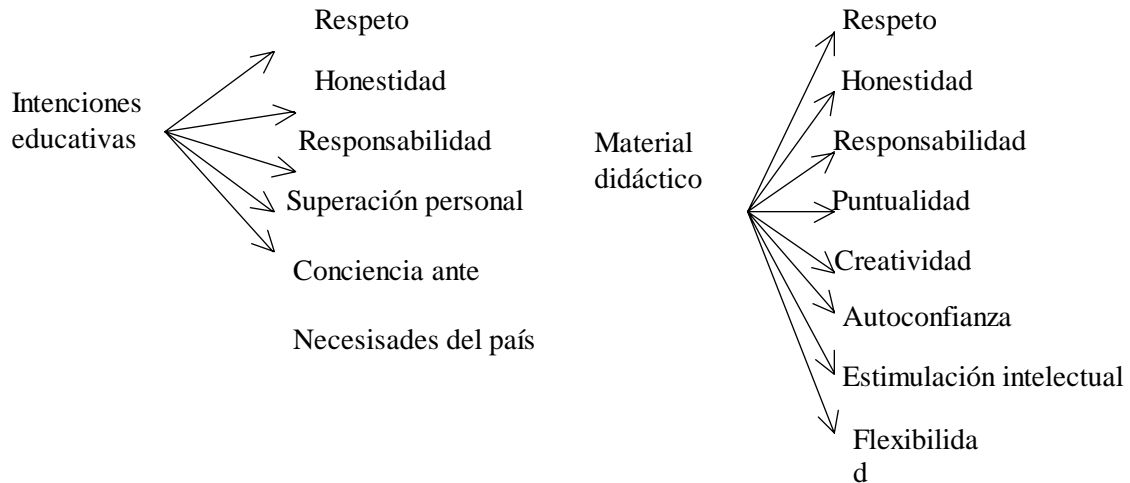 Intenciones
educativas
Respeto
Honestidad
Responsabilidad
Superación personal
Conciencia ante
Necesisades del país
Material
didáctico
Respeto
Honestidad
Responsabilidad
Puntualidad
Creatividad
Autoconfianza
Estimulación intelectual
Flexibilida
d